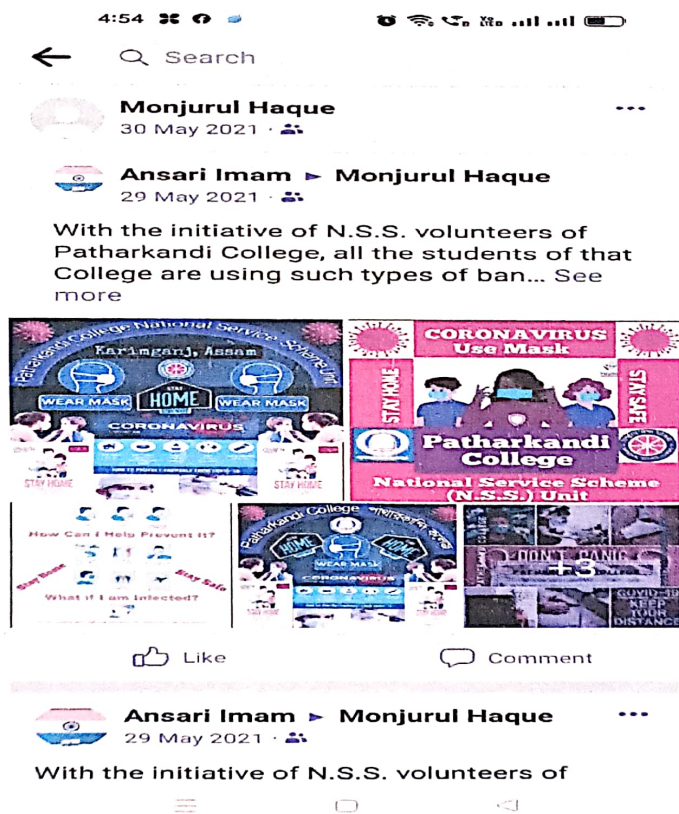 4:54
Search
Monjurul Haque
30 May 2021
Ansari Imam ► Monjurul Haque
29 May 2021
With the initiative of N.S.S. volunteers of
Patharkandi College, all the students of that
College are using such types of ban... See
more
Patharkandi College National Service Scheme Unit
Karimganj, Assam
STAY
HOME
WEAR MASK
WEAR MASK
CORONAVIRUS
STAY HOME
STAY HOME
CORONAVIRUS
Use Mask
STAY HOME
STAY SAFE
Patharkandi
College
National Service Scheme
(N.S.S.) Unit
How Can I Help Prevent It?
Stay Home
Stay Safe
What if I am Infected?
Patharkandi College
HOME
HOME
WEAR MASK
CORONAVIRUS
DON'T PANIC
+3
COVID-19
KEEP
YOUR
DISTANCE
Like
Comment
Ansari Imam ► Monjurul Haque
29 May 2021
With the initiative of N.S.S. volunteers of